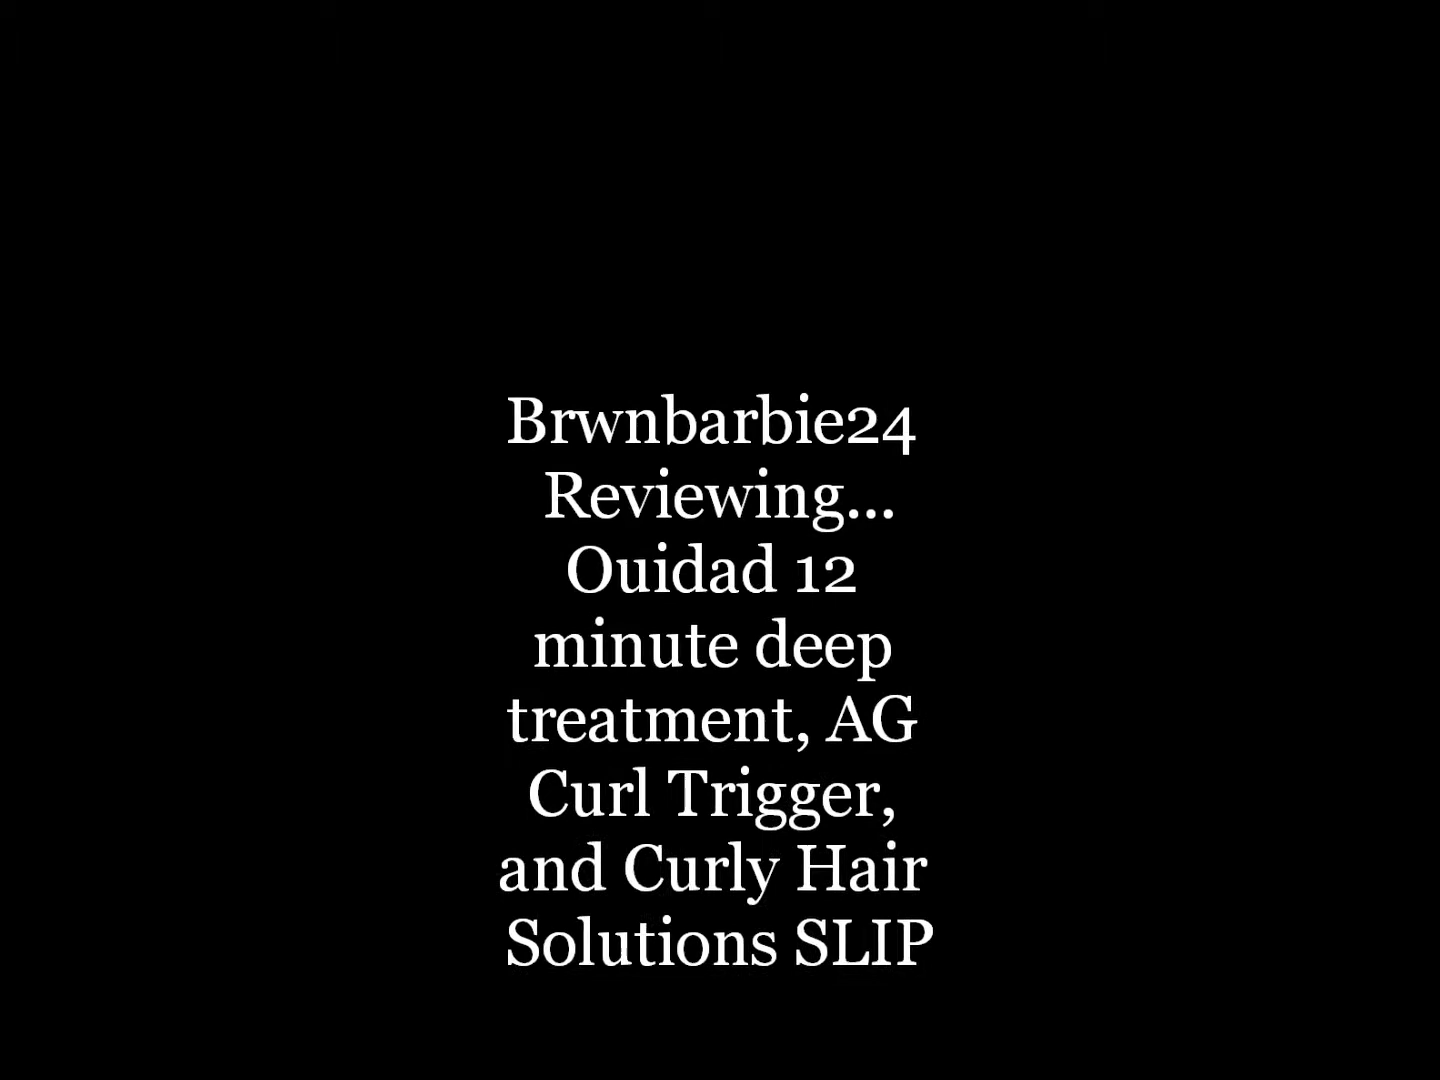 Brwnbarbie24
Reviewing...
Ouidad 12
minute deep
treatment, AG
Curl Trigger,
and Curly Hair
Solutions SLIP